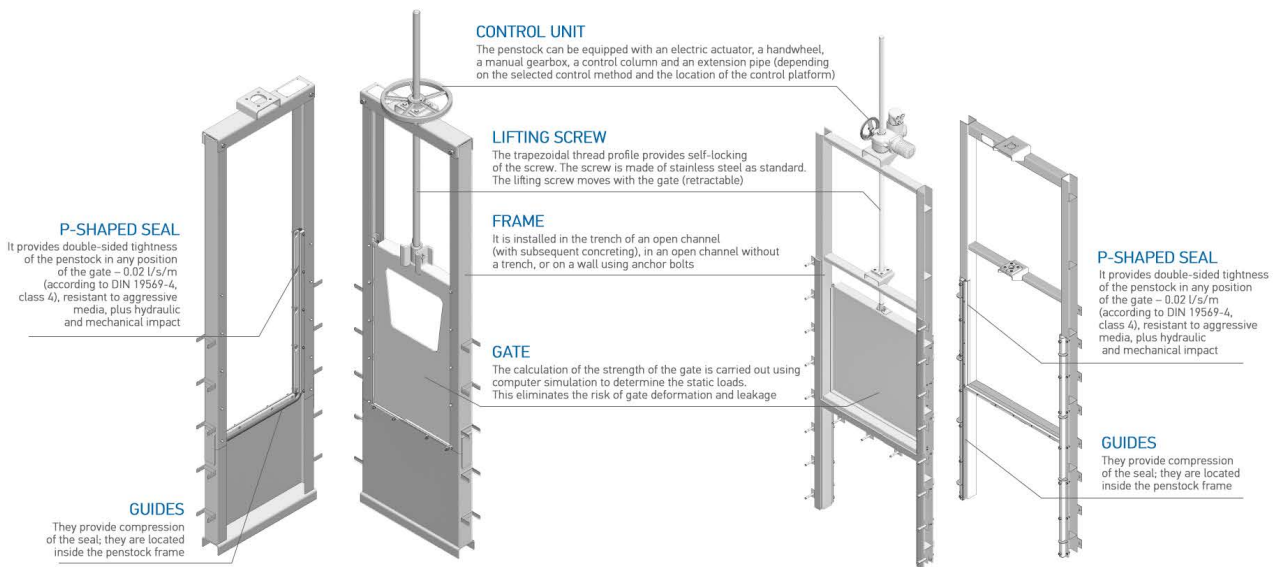 CONTROL UNIT
The penstock can be equipped with an electric actuator, a handwheel,
a manual gearbox, a control column and an extension pipe (depending
on the selected control method and the location of the control platform)
LIFTING SCREW
The trapezoidal thread profile provides self-locking
of the screw. The screw is made of stainless steel as standard.
The lifting screw moves with the gate (retractable)
FRAME
It is installed in the trench of an open channel
(with subsequent concreting), in an open channel without
a trench, or on a wall using anchor bolts
GATE
The calculation of the strength of the gate is carried out using
computer simulation to determine the static loads.
This eliminates the risk of gate deformation and leakage
P-SHAPED SEAL
It provides double-sided tightness
of the penstock in any position
of the gate – 0.02 l/s/m
(according to DIN 19569-4,
class 4), resistant to aggressive
media, plus hydraulic
and mechanical impact
GUIDES
They provide compression
of the seal; they are located
inside the penstock frame
P-SHAPED SEAL
It provides double-sided tightness
of the penstock in any position
of the gate – 0.02 l/s/m
(according to DIN 19569-4,
class 4), resistant to aggressive
media, plus hydraulic
and mechanical impact
GUIDES
They provide compression
of the seal; they are located
inside the penstock frame